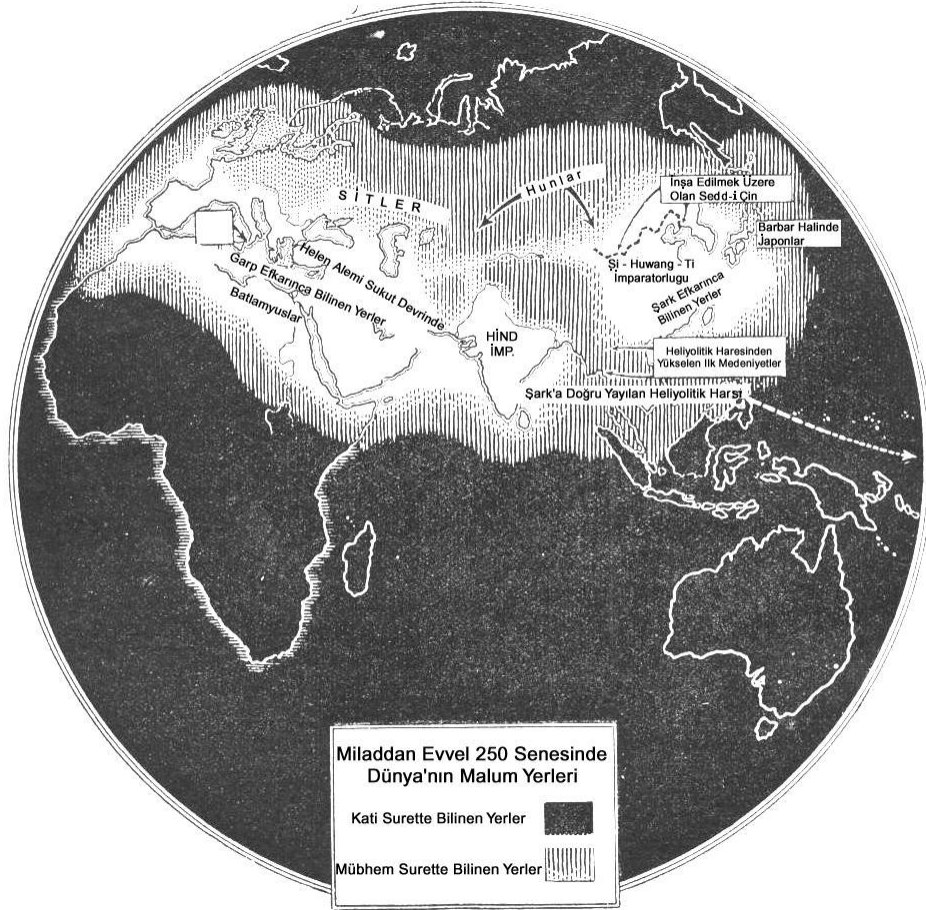 Hunlar
SİTLER
İnşa Edilmek Üzere
Olan Sedd-i Çin
Barbar Halinde
Japonlar
Şi - Huwang - Ti
İmparatorlugu
Helen Alemi Sukut Devrinde
Garp Efkarınca Bilinen Yerler
Batlamyuslar
Şark Efkarınca
Bilinen Yerler
HİND
İMP.
Heliyolitik Haresinden
Yükselen Ilk Medeniyetler
Şark'a Doğru Yayılan Heliyolitik Harsı
Miladdan Evvel 250 Senesinde
Dünya'nın Malum Yerleri
Kati Surette Bilinen Yerler
Mübhem Surette Bilinen Yerler